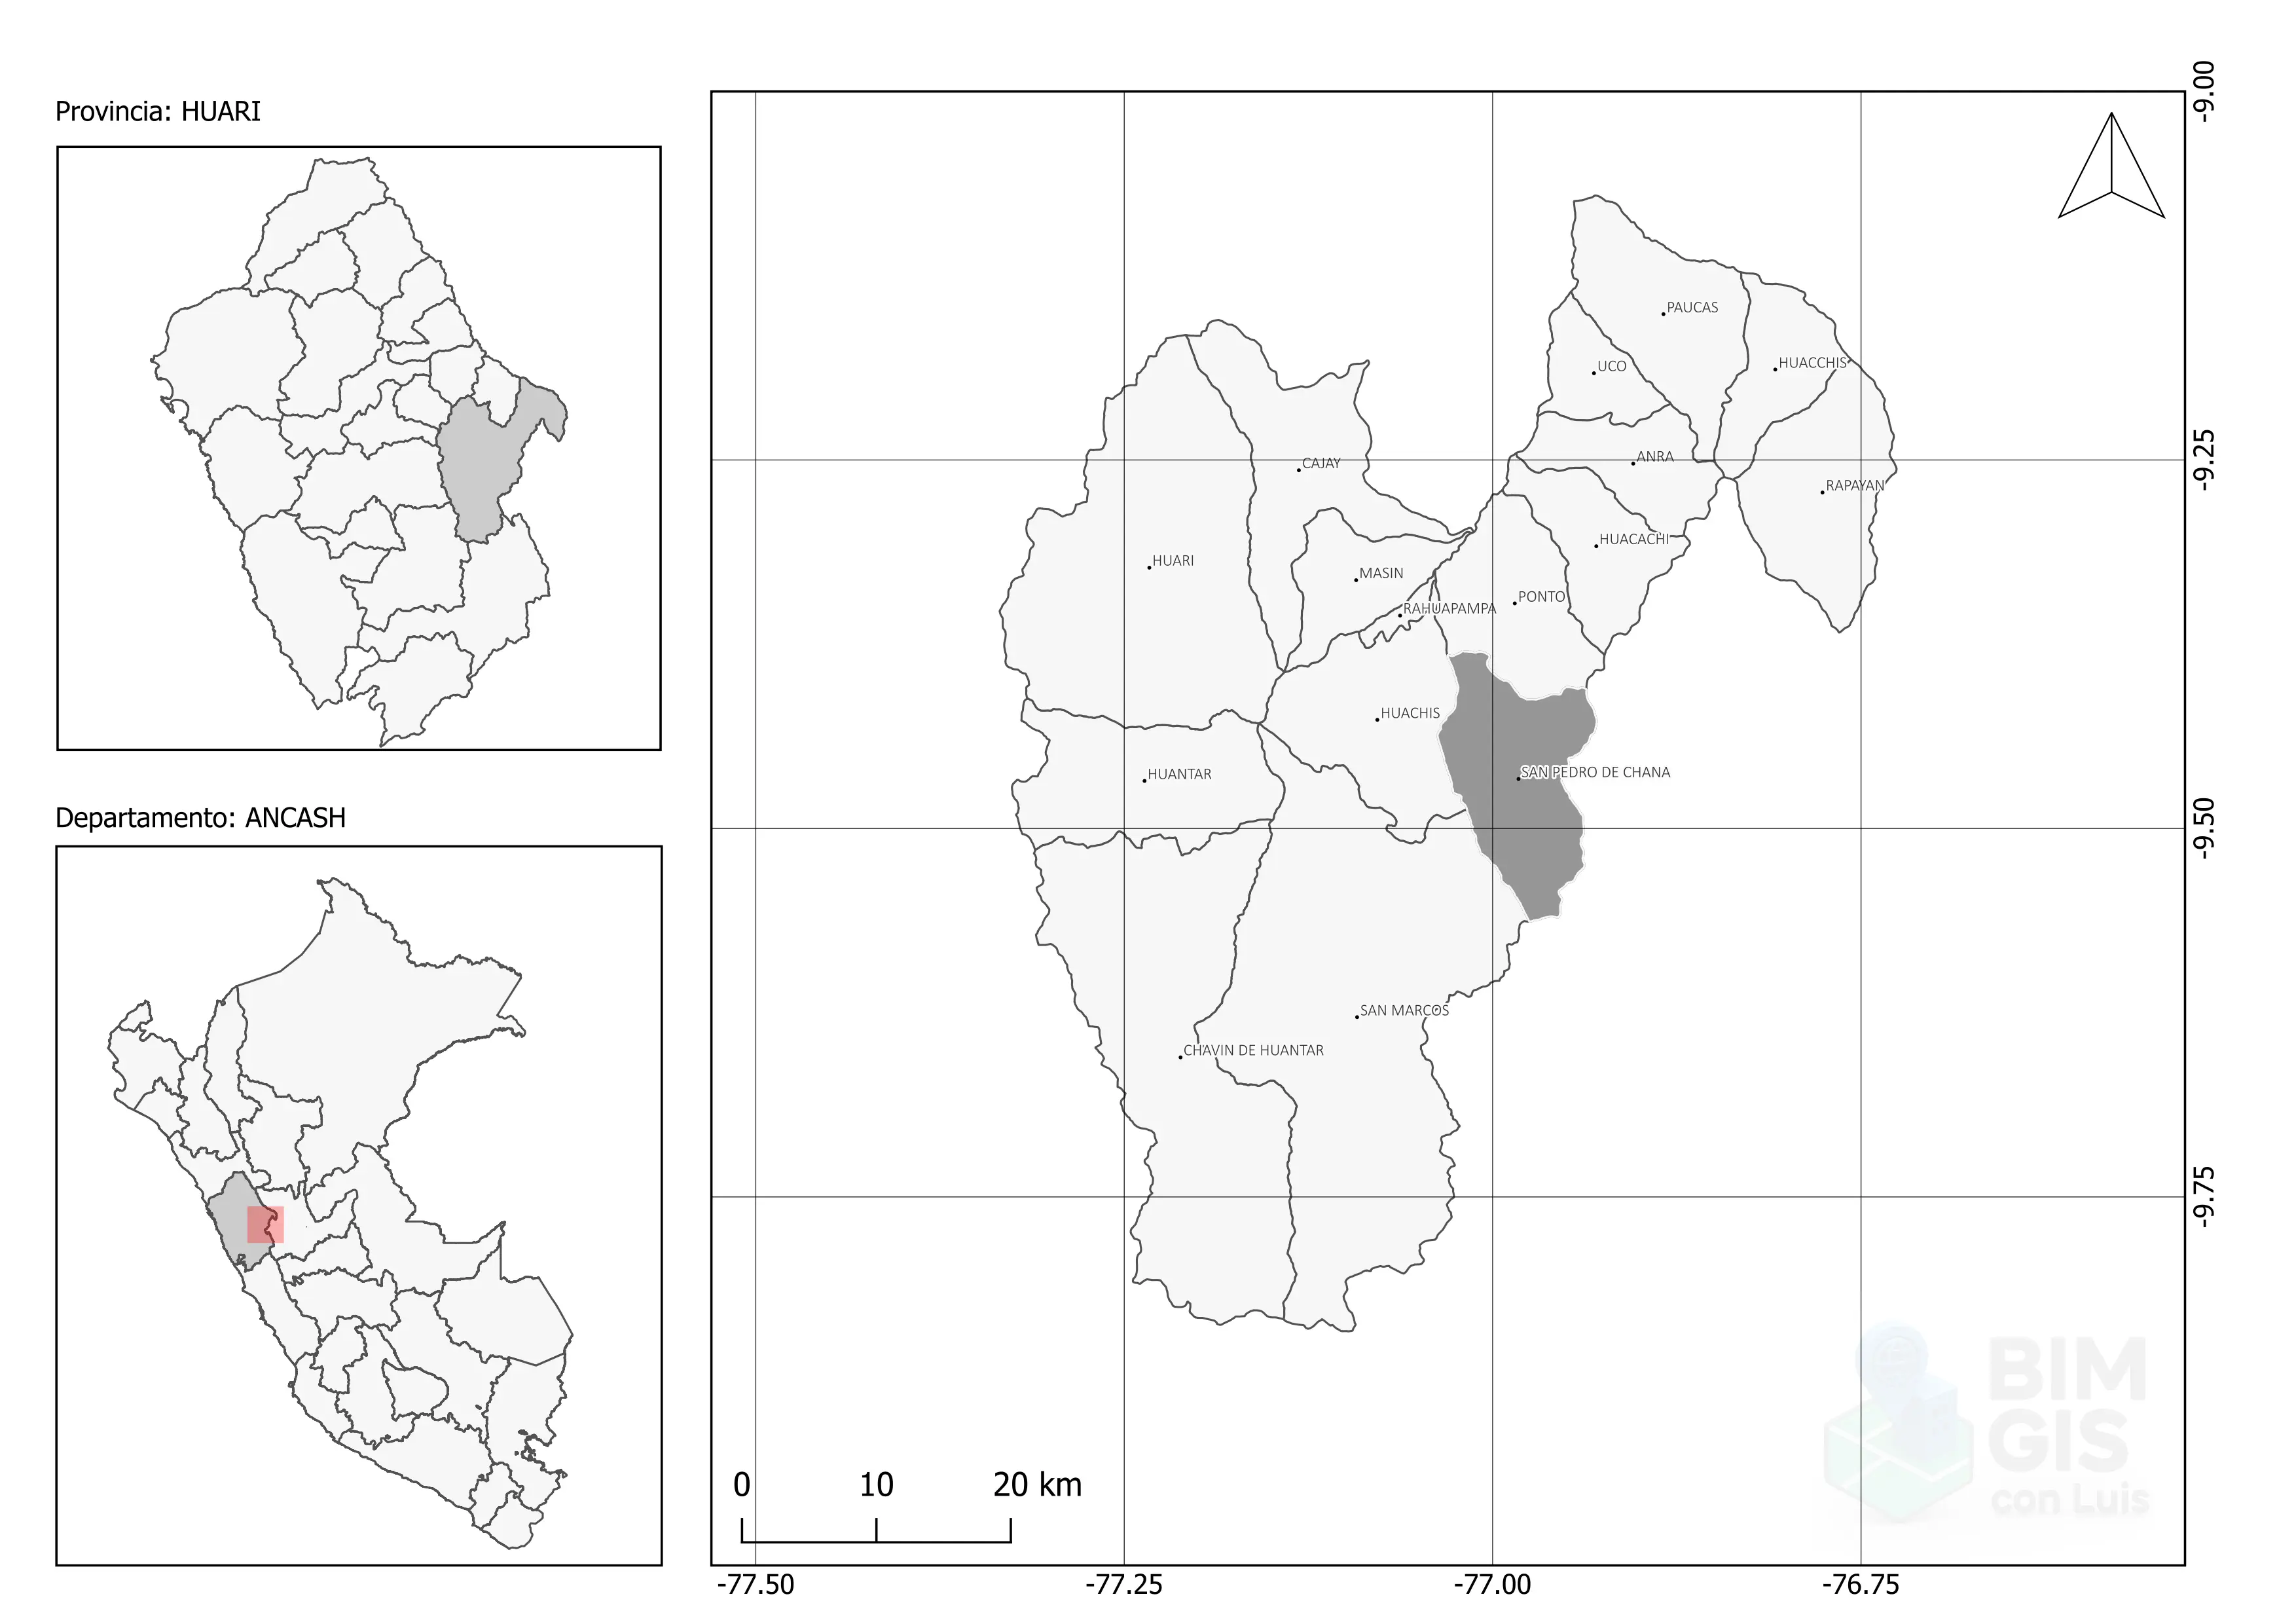 Provincia: HUARI
Departamento: ANCASH
-9.00
-9.25
-9.50
-9.75
PAUCAS
HUACCHIS
UCO
ANRA
CAJAY
RAPAYAN
HUACACHI
HUARI
MASIN
PONTO
RAHUAPAMPA
HUACHIS
HUANTAR
SAN PEDRO DE CHANA
SAN MARCOS
CHAVIN DE HUANTAR
0 10 20 km
BIM
GIS
con Luis
-77.50 -77.25 -77.00 -76.75